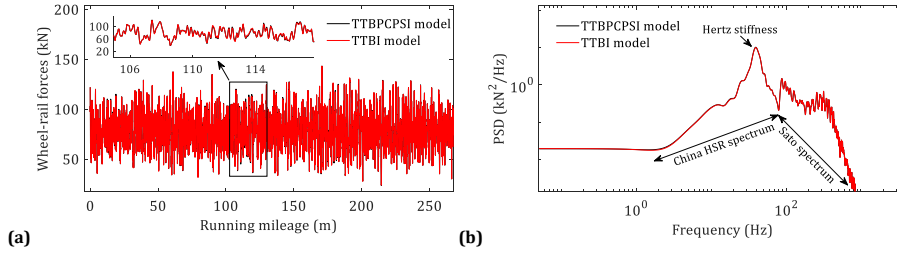 TTBPCPSI model
TTBI model
100
60
20
106
110
114
200
150
100
50
0
50
100
150
200
250
Wheel-rail forces (kN)
Running mileage (m)
(a)
TTBPCPSI model
TTBI model
Hertz stiffness
China HSR spectrum
Sato spectrum
10⁰
10⁰
10²
PSD (kN²/Hz)
Frequency (Hz)
(b)